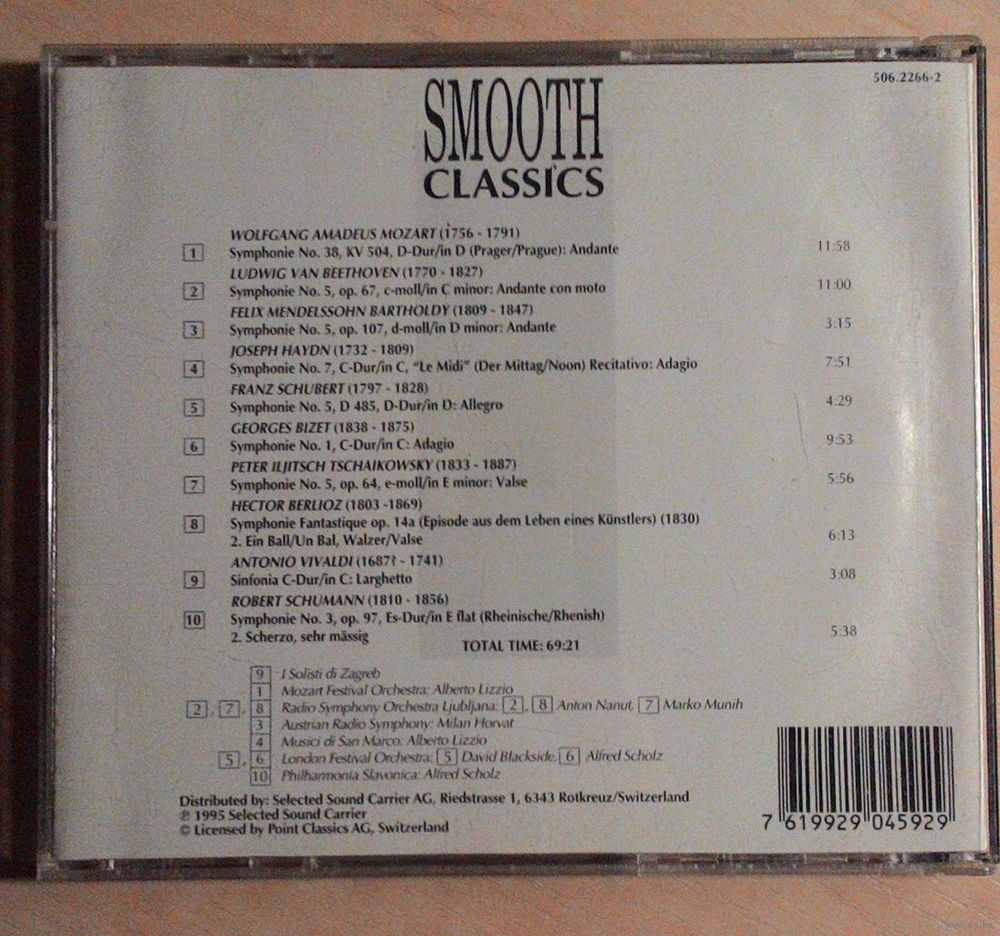 506.2266-2
SMOOTH
CLASSICS
WOLFGANG AMADEUS MOZART (1756 - 1791)
1 Symphonie No. 38, KV 504, D-Dur/in D (Prager/Prague): Andante 11:58
LUDWIG VAN BEETHOVEN (1770 - 1827)
2 Symphonie No. 5, op. 67, c-moll/in C minor: Andante con moto 11:00
FELIX MENDELSSOHN BARTHOLDY (1809 - 1847)
3 Symphonie No. 5, op. 107, d-moll/in D minor: Andante 3:15
JOSEPH HAYDN (1732 - 1809)
4 Symphonie No. 7, C-Dur/in C, "Le Midi" (Der Mittag/Noon) Recitativo: Adagio 7:51
FRANZ SCHUBERT (1797 - 1828)
5 Symphonie No. 5, D 485, D-Dur/in D: Allegro 4:29
GEORGES BIZET (1838 - 1875)
6 Symphonie No. 1, C-Dur/in C: Adagio 9:53
PETER ILJITSCH TSCHAIKOWSKY (1833 - 1887)
7 Symphonie No. 5, op. 64, e-moll/in E minor: Valse 5:56
HECTOR BERLIOZ (1803 -1869)
8 Symphonie Fantastique op. 14a (Episode aus dem Leben eines Künstlers) (1830)
2. Ein Ball/Un Bal, Walzer/Valse 6:13
ANTONIO VIVALDI (1687? - 1741)
9 Sinfonia C-Dur/in C: Larghetto 3:08
ROBERT SCHUMANN (1810 - 1856)
10 Symphonie No. 3, op. 97, Es-Dur/in E flat (Rheinische/Rhenish)
2. Scherzo, sehr mässig 5:38
TOTAL TIME: 69:21
9 I Solisti di Zagreb
1 Mozart Festival Orchestra: Alberto Lizzio
2, 7, 8 Radio Symphony Orchestra Ljubljana: 2, 8 Anton Nanut, 7 Marko Munih
3 Austrian Radio Symphony: Milan Horvat
4 Musici di San Marco: Alberto Lizzio
5, 6 London Festival Orchestra: 5 David Blackside, 6 Alfred Scholz
10 Philharmonia Slavonica: Alfred Scholz
Distributed by: Selected Sound Carrier AG, Riedstrasse 1, 6343 Rotkreuz/Switzerland
℗ 1995 Selected Sound Carrier
© Licensed by Point Classics AG, Switzerland
7 619929 045929